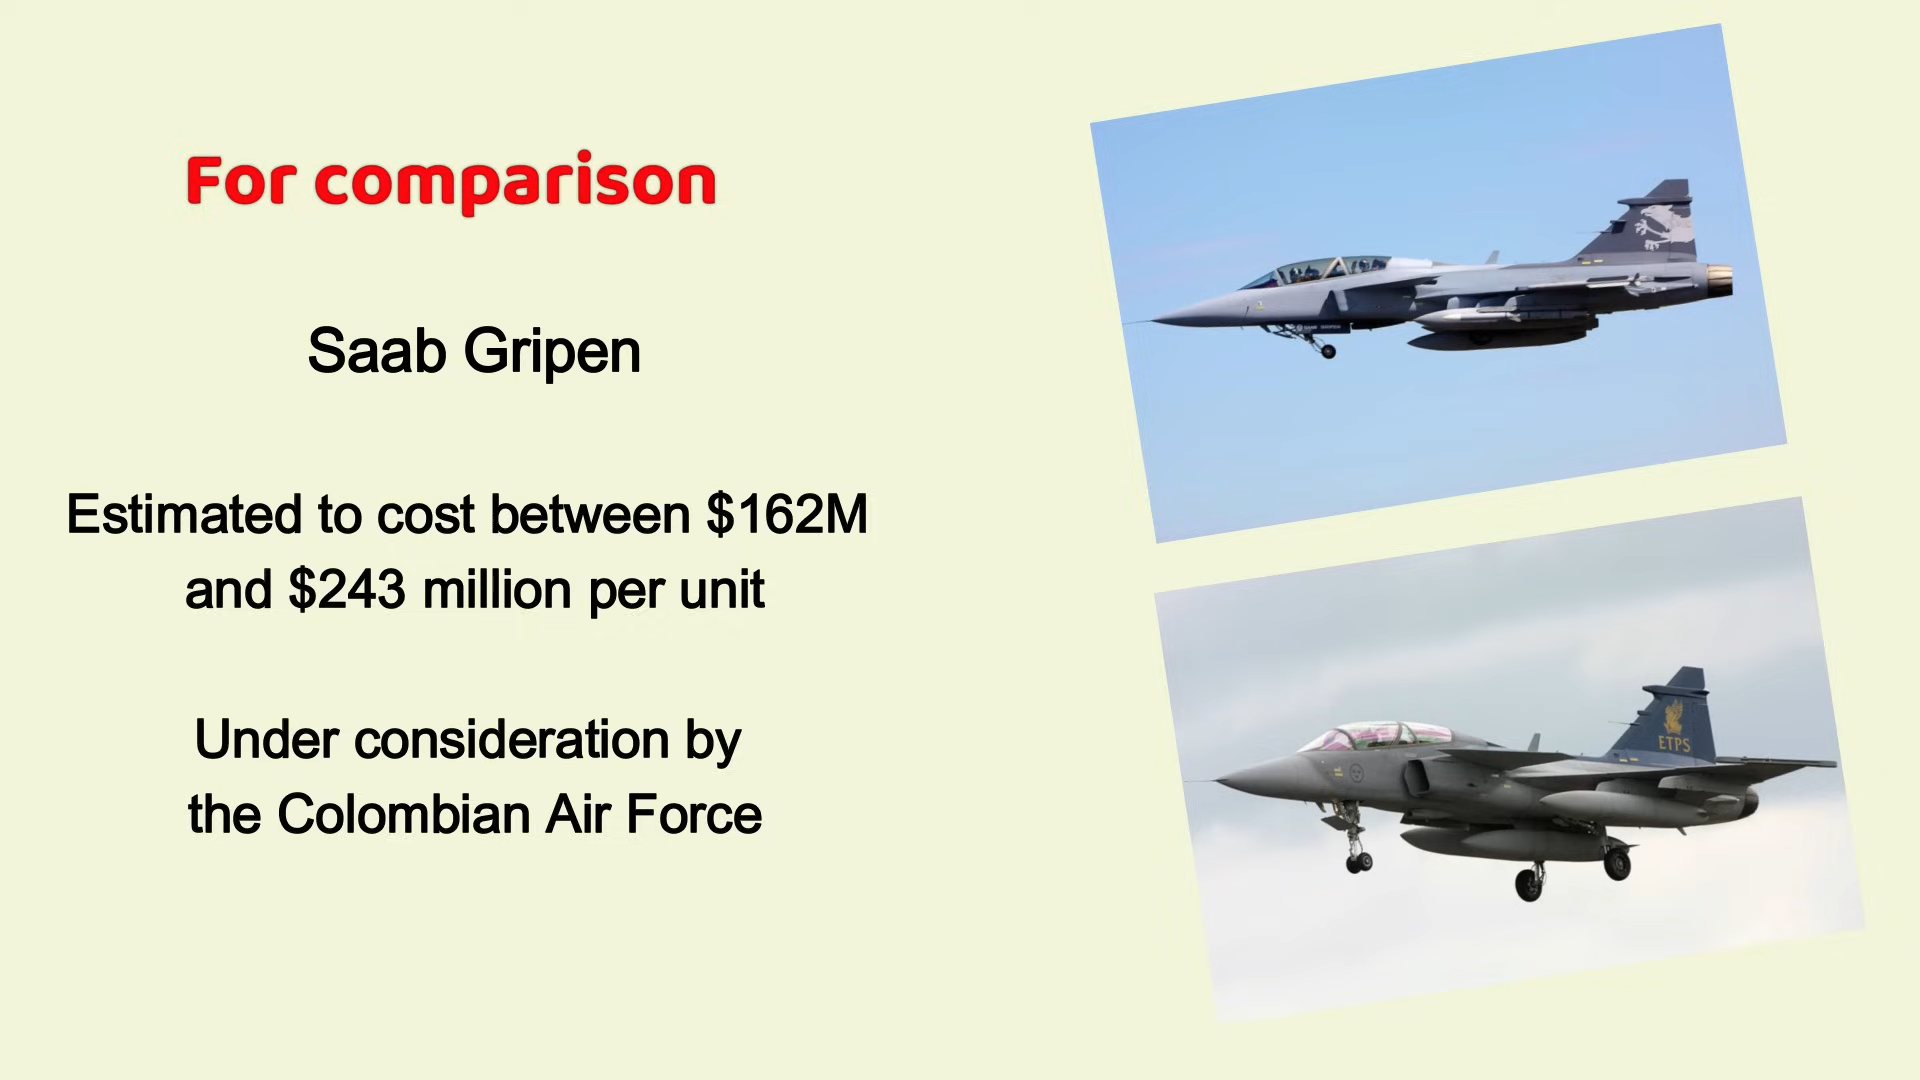 For comparison
Saab Gripen
Estimated to cost between $162M
and $243 million per unit
Under consideration by
the Colombian Air Force
ETPS